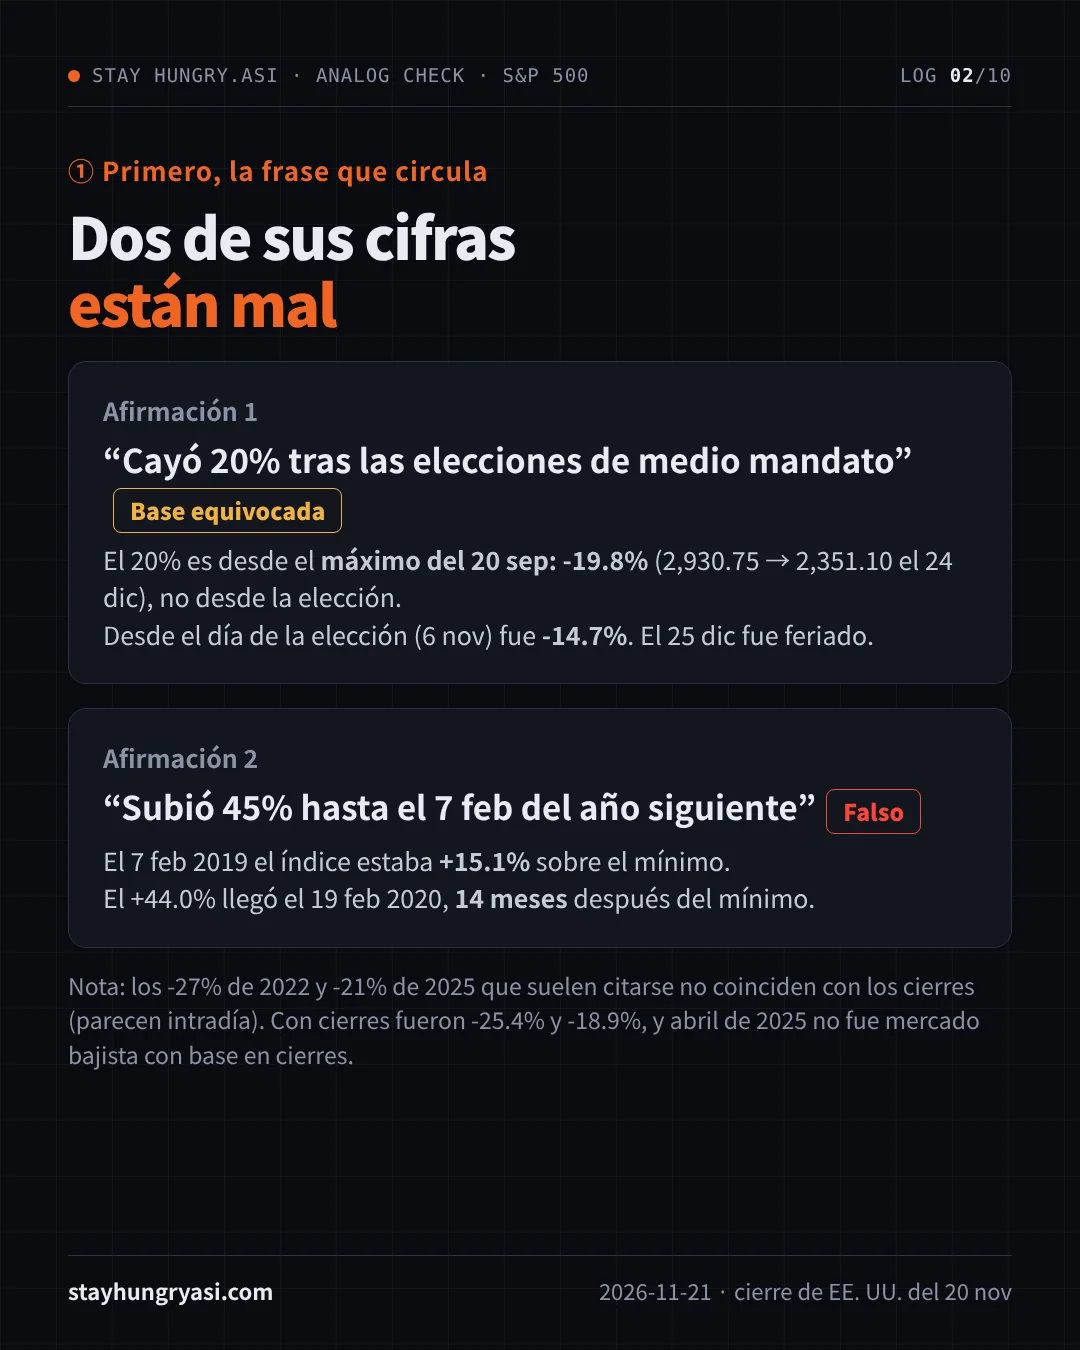 STAY HUNGRY.ASI · ANALOG CHECK · S&P 500
LOG 02/10
① Primero, la frase que circula
Dos de sus cifras
están mal
Afirmación 1
“Cayó 20% tras las elecciones de medio mandato”
Base equivocada
El 20% es desde el máximo del 20 sep: -19.8% (2,930.75 → 2,351.10 el 24
dic), no desde la elección.
Desde el día de la elección (6 nov) fue -14.7%. El 25 dic fue feriado.
Afirmación 2
“Subió 45% hasta el 7 feb del año siguiente” Falso
El 7 feb 2019 el índice estaba +15.1% sobre el mínimo.
El +44.0% llegó el 19 feb 2020, 14 meses después del mínimo.
Nota: los -27% de 2022 y -21% de 2025 que suelen citarse no coinciden con los cierres
(parecen intradía). Con cierres fueron -25.4% y -18.9%, y abril de 2025 no fue mercado
bajista con base en cierres.
stayhungryasi.com
2026-11-21 · cierre de EE. UU. del 20 nov